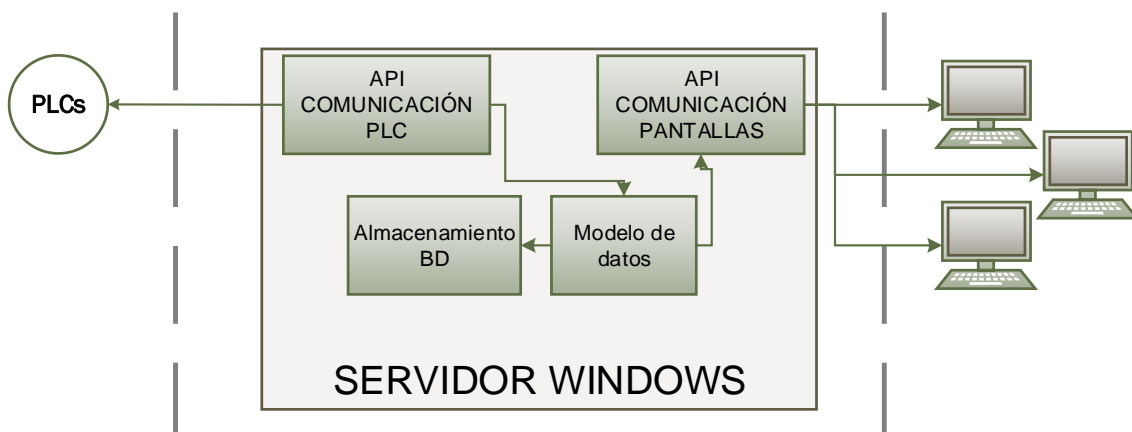 PLCs
API
COMUNICACIÓN
PLC
API
COMUNICACIÓN
PANTALLAS
Almacenamiento
BD
Modelo de
datos
SERVIDOR WINDOWS